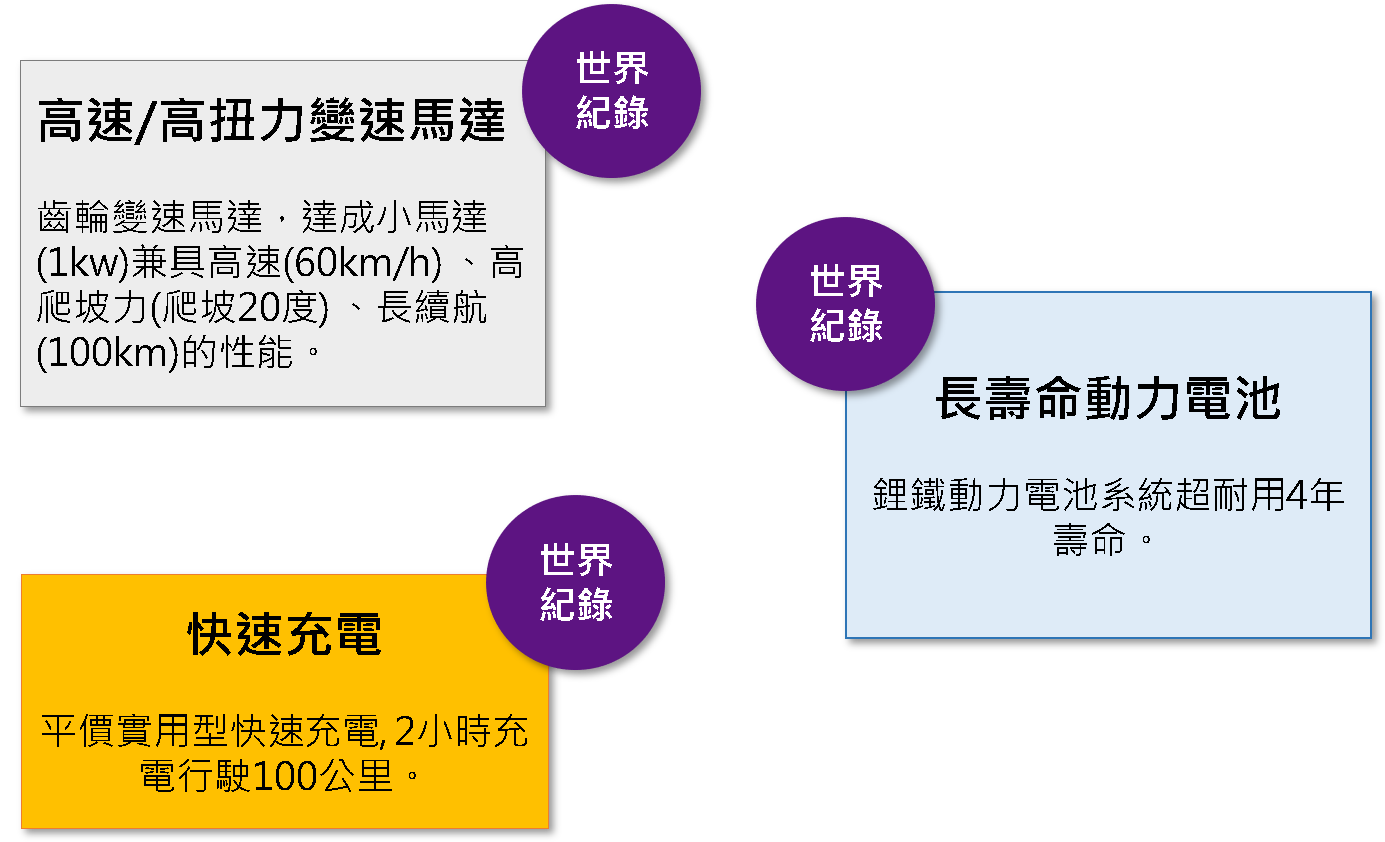 世界
紀錄
高速/高扭力變速馬達
齒輪變速馬達，達成小馬達
(1kw)兼具高速(60km/h) 、高
爬坡力(爬坡20度) 、長續航
(100km)的性能。
世界
紀錄
長壽命動力電池
鋰鐵動力電池系統超耐用4年
壽命。
世界
紀錄
快速充電
平價實用型快速充電, 2小時充
電行駛100公里。